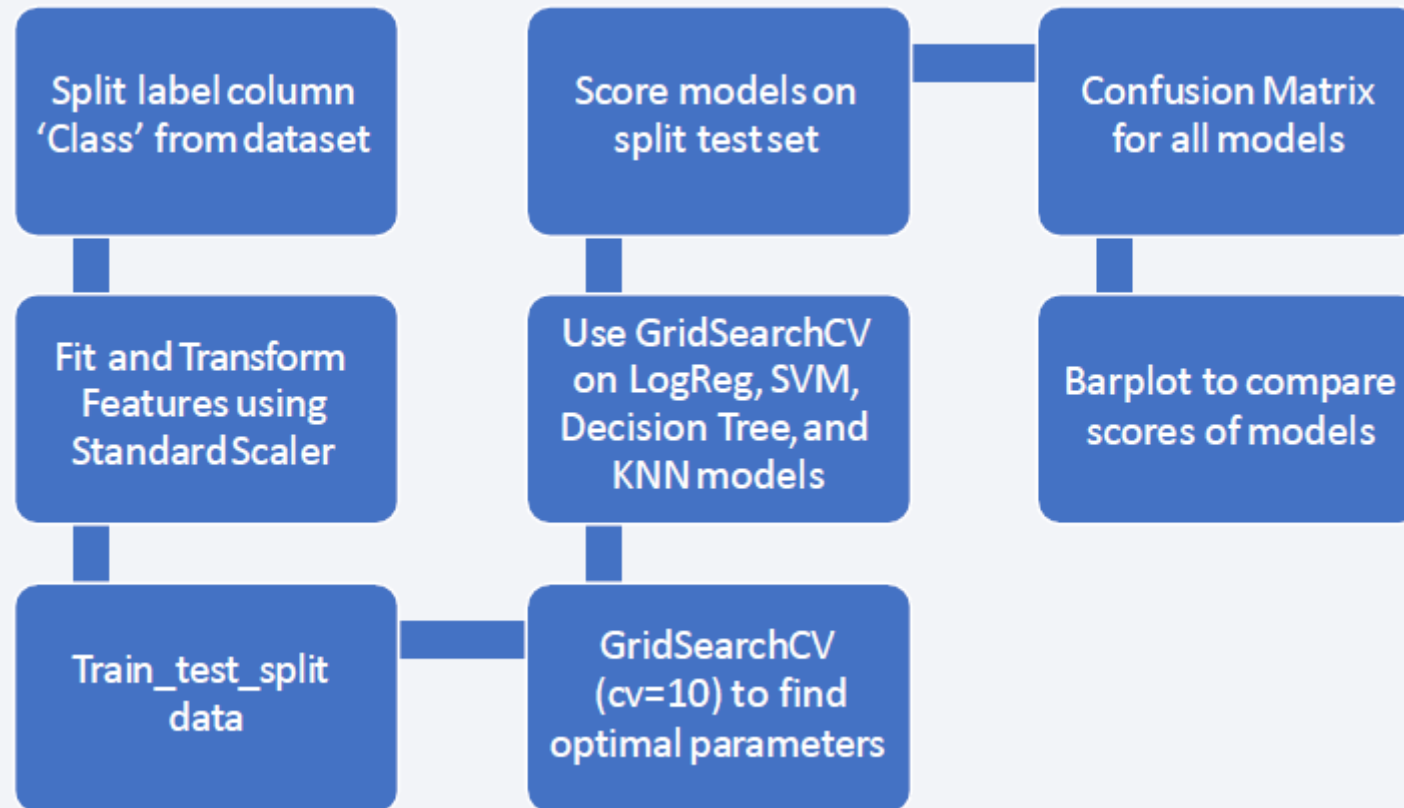 Split label column
‘Class’ from dataset
Fit and Transform
Features using
Standard Scaler
Train_test_split
data
GridSearchCV
(cv=10) to find
optimal parameters
Use GridSearchCV
on LogReg, SVM,
Decision Tree, and
KNN models
Score models on
split test set
Confusion Matrix
for all models
Barplot to compare
scores of models